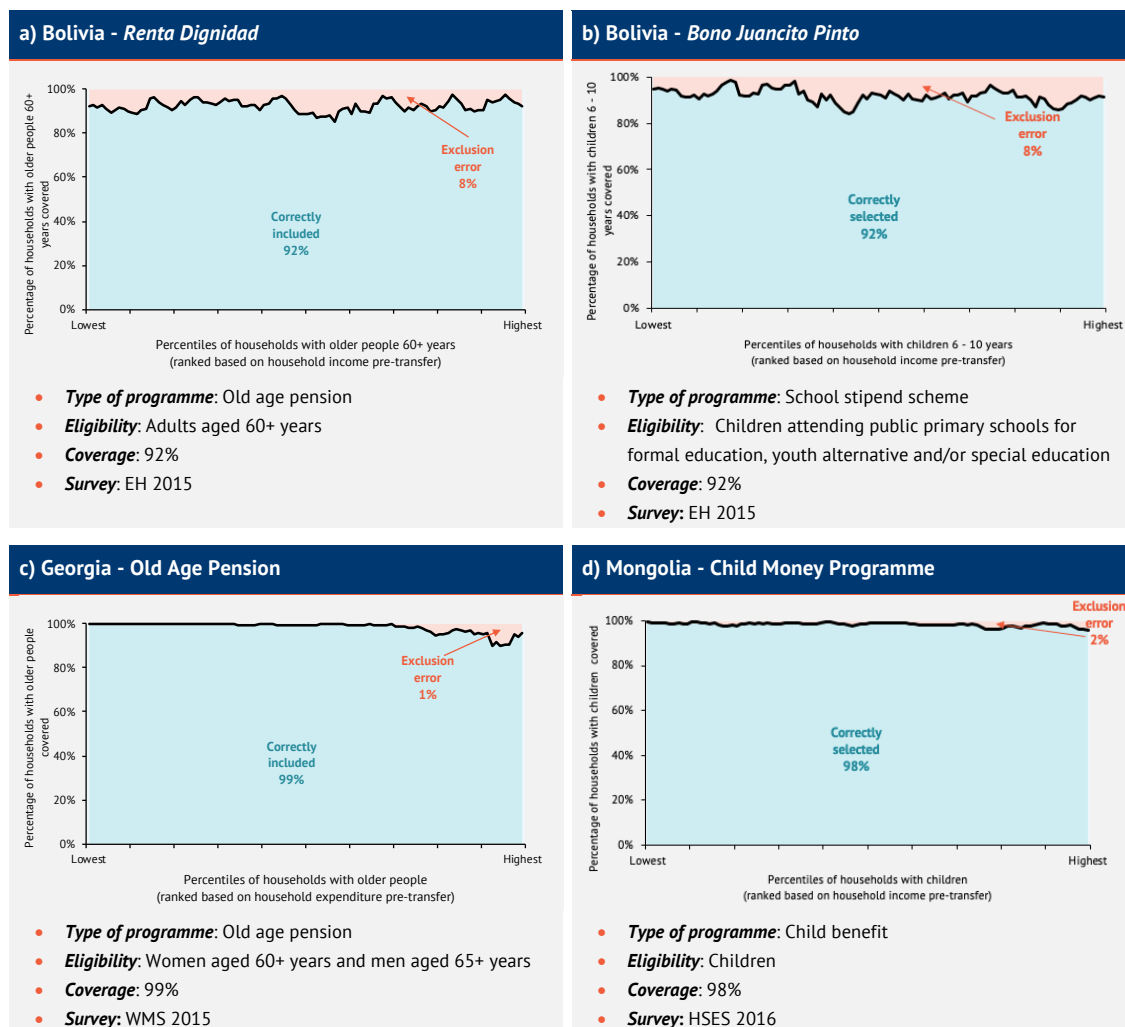 a) Bolivia - Renta Dignidad
Percentage of households with older people 60+
years covered
100%
80%
60%
40%
20%
0%
Exclusion
error
8%
Correctly
included
92%
Lowest
Highest
Percentiles of households with older people 60+ years
(ranked based on household income pre-transfer)
• Type of programme: Old age pension
• Eligibility: Adults aged 60+ years
• Coverage: 92%
• Survey: EH 2015
b) Bolivia - Bono Juancito Pinto
Percentage of households with children 6 - 10
years covered
100%
80%
60%
40%
20%
0%
Exclusion
error
8%
Correctly
selected
92%
Lowest
Highest
Percentiles of households with children 6 - 10 years
(ranked based on household income pre-transfer)
• Type of programme: School stipend scheme
• Eligibility: Children attending public primary schools for
formal education, youth alternative and/or special education
• Coverage: 92%
• Survey: EH 2015
c) Georgia - Old Age Pension
Percentage of households with older people
covered
100%
80%
60%
40%
20%
0%
Exclusion
error
1%
Correctly
included
99%
Lowest
Highest
Percentiles of households with older people
(ranked based on household expenditure pre-transfer)
• Type of programme: Old age pension
• Eligibility: Women aged 60+ years and men aged 65+ years
• Coverage: 99%
• Survey: WMS 2015
d) Mongolia - Child Money Programme
Percentage of households with children covered
100%
80%
60%
40%
20%
0%
Exclusion
error
2%
Correctly
selected
98%
Lowest
Highest
Percentiles of households with children
(ranked based on household income pre-transfer)
• Type of programme: Child benefit
• Eligibility: Children
• Coverage: 98%
• Survey: HSES 2016